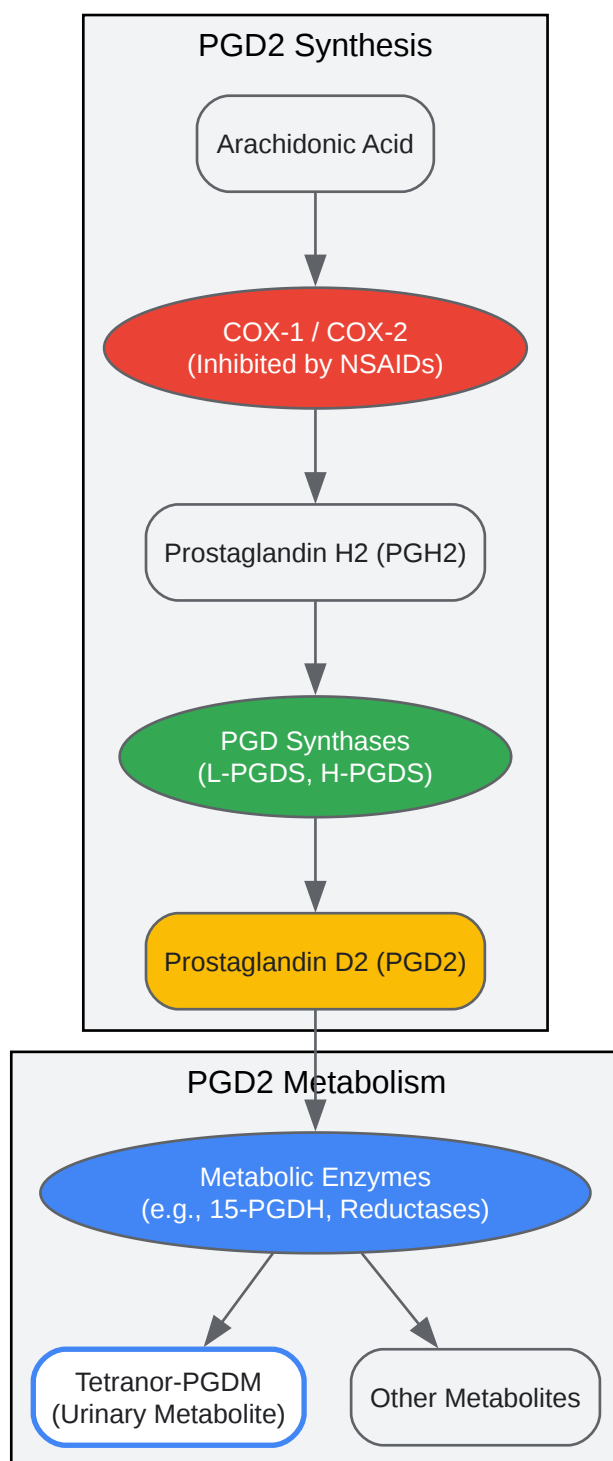 PGD2 Synthesis
Arachidonic Acid
COX-1 / COX-2
(Inhibited by NSAIDs)
Prostaglandin H2 (PGH2)
PGD Synthases
(L-PGDS, H-PGDS)
Prostaglandin D2 (PGD2)
PGD2 Metabolism
Metabolic Enzymes
(e.g., 15-PGDH, Reductases)
Tetranor-PGDM
(Urinary Metabolite)
Other Metabolites